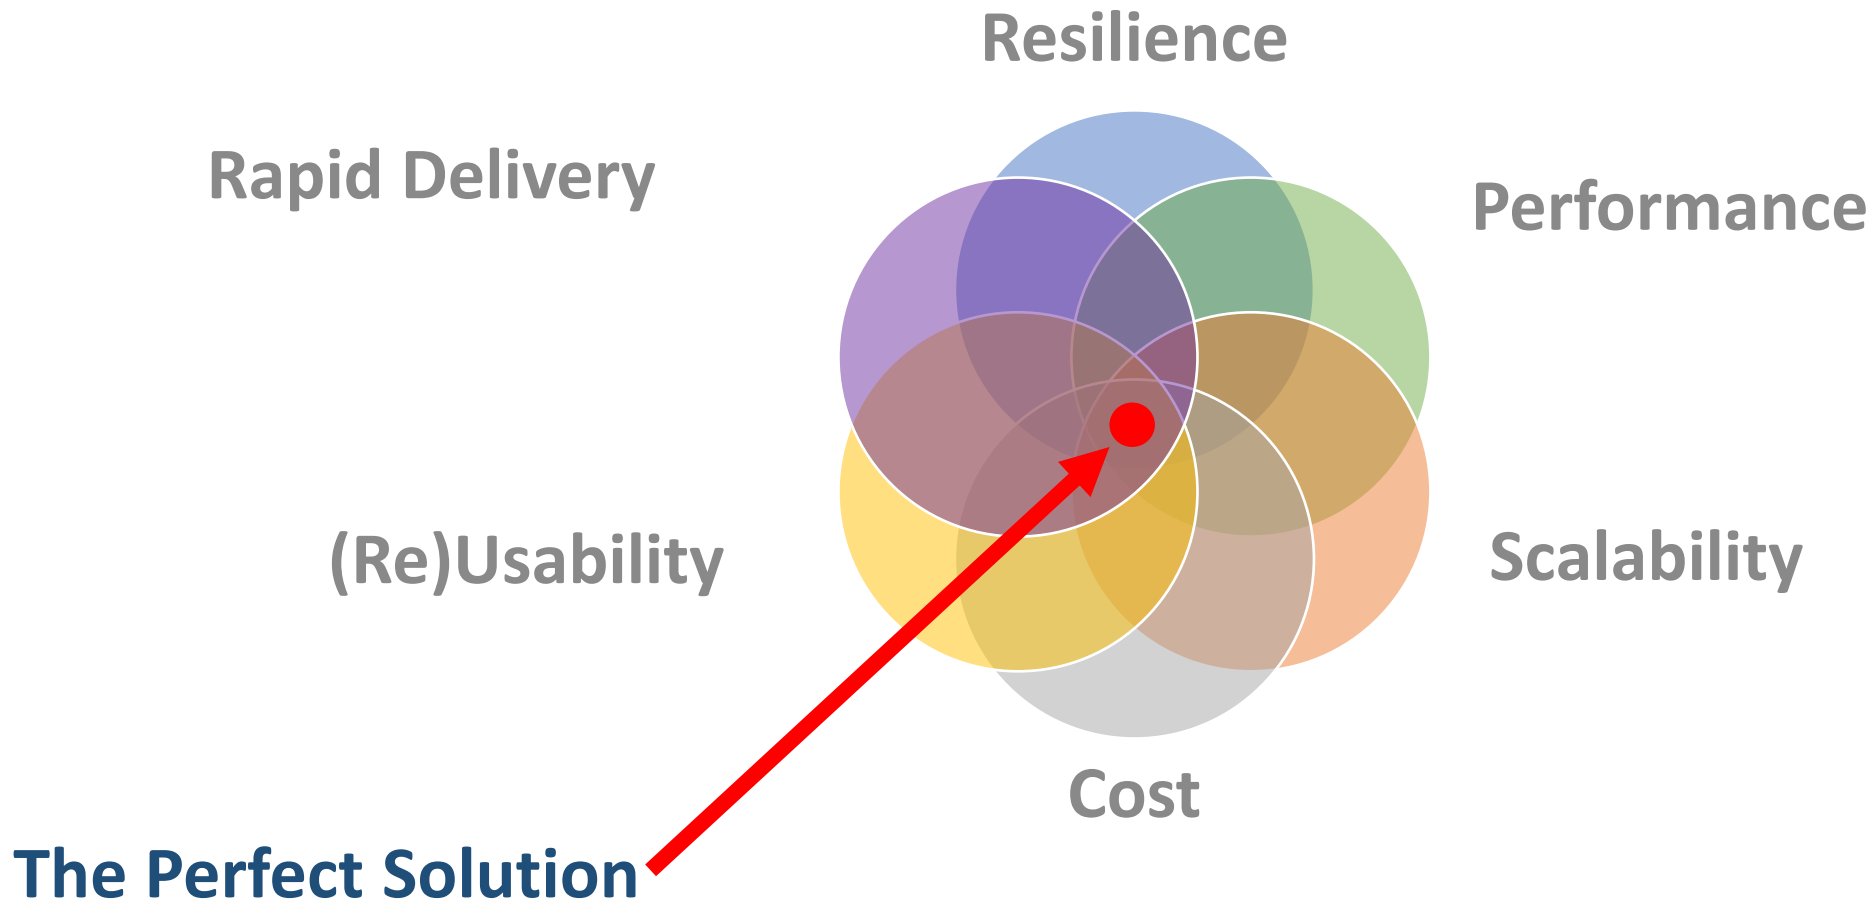 Resilience
Rapid Delivery
Performance
(Re)Usability
Scalability
Cost
The Perfect Solution